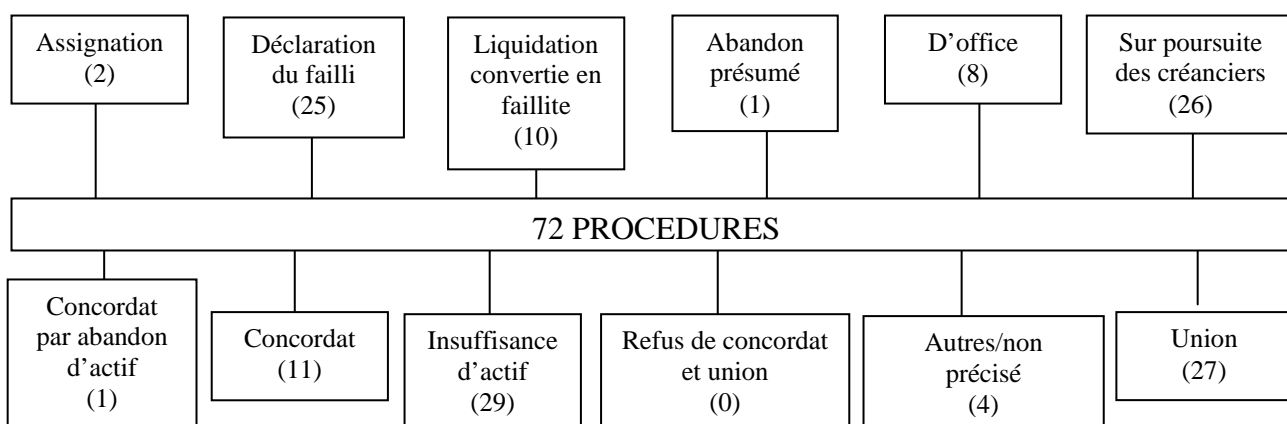 Assignation
(2)
Déclaration
du failli
(25)
Liquidation
convertie en
faillite
(10)
Abandon
présumé
(1)
D’office
(8)
Sur poursuite
des créanciers
(26)
72 PROCEDURES
Concordat
par abandon
d’actif
(1)
Concordat
(11)
Insuffisance
d’actif
(29)
Refus de concordat
et union
(0)
Autres/non
précisé
(4)
Union
(27)